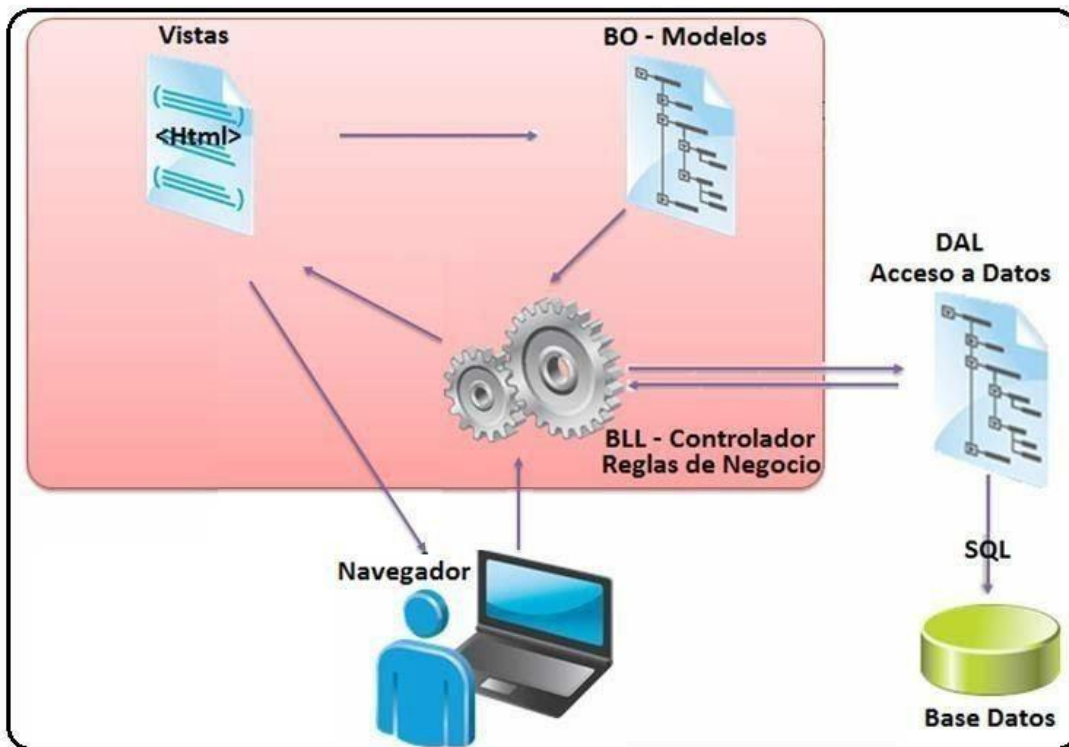 Vistas
<Html>
BO - Modelos
DAL
Acceso a Datos
BLL - Controlador
Reglas de Negocio
Navegador
SQL
Base Datos